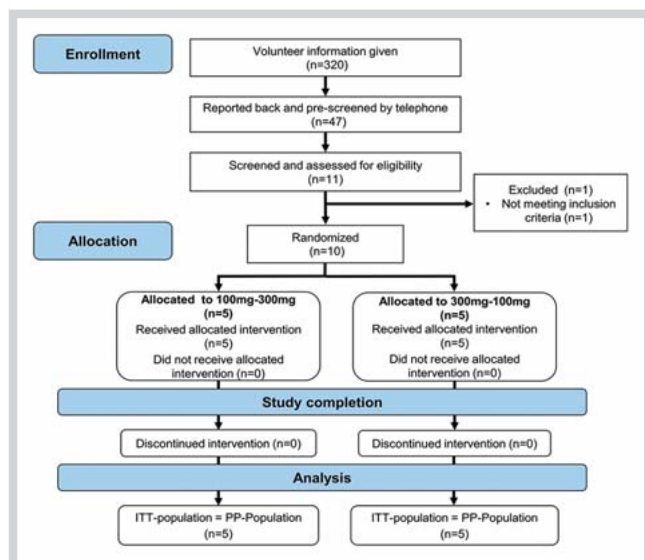 Enrollment
Volunteer information given
(n=320)
Reported back and pre-screened by telephone
(n=47)
Screened and assessed for eligibility
(n=11)
Excluded (n=1)
• Not meeting inclusion
criteria (n=1)
Allocation
Randomized
(n=10)
Allocated to 100mg-300mg
(n=5)
Received allocated intervention
(n=5)
Did not receive allocated
intervention (n=0)
Allocated to 300mg-100mg
(n=5)
Received allocated intervention
(n=5)
Did not receive allocated
intervention (n=0)
Study completion
Discontinued intervention (n=0)
Discontinued intervention (n=0)
Analysis
ITT-population = PP-Population
(n=5)
ITT-population = PP-Population
(n=5)